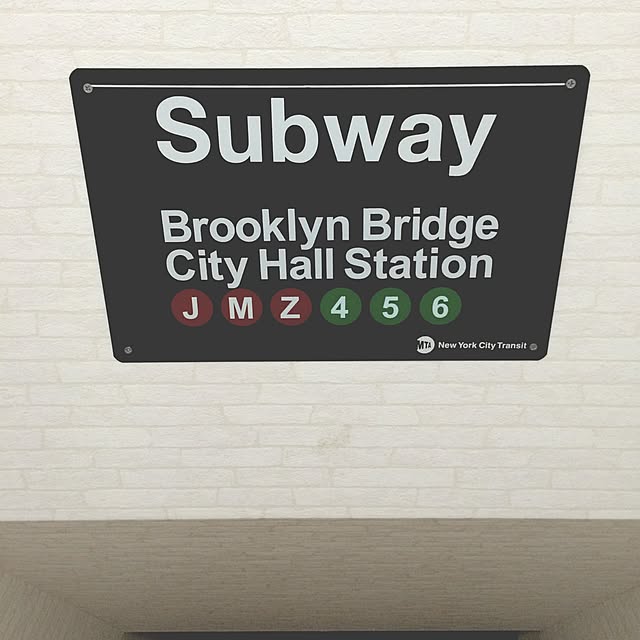 Subway
Brooklyn Bridge
City Hall Station
J M Z 4 5 6
MTA New York City Transit